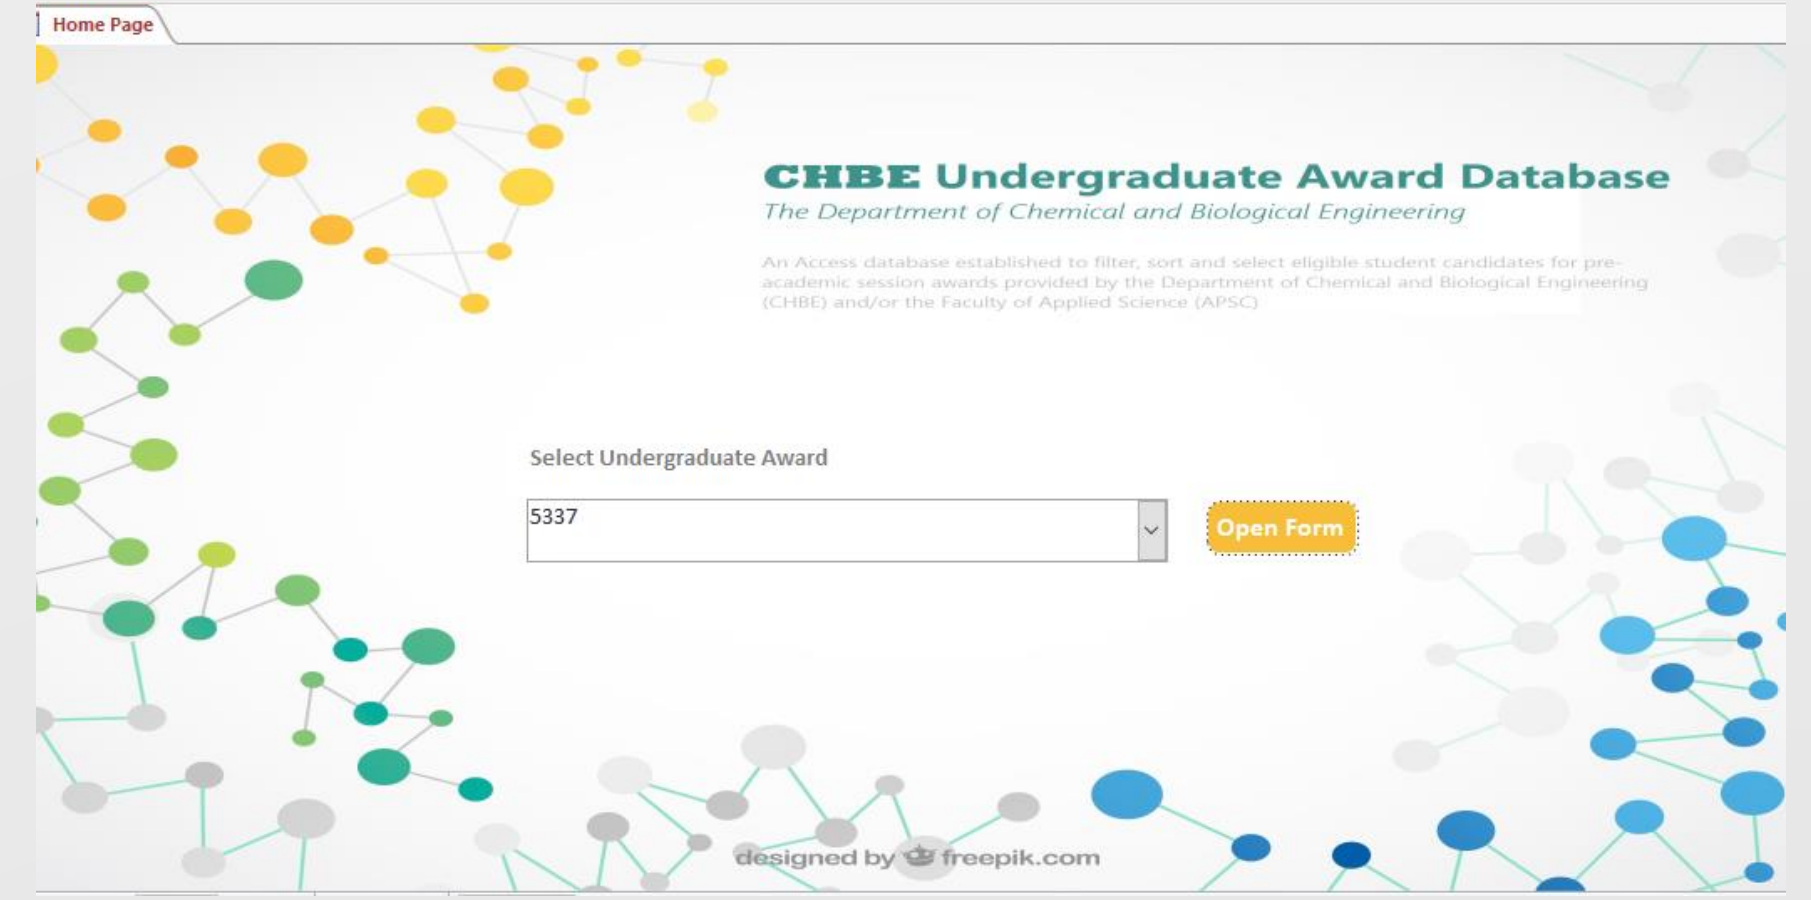 Home Page
CHBE Undergraduate Award Database
The Department of Chemical and Biological Engineering
An Access database established to filter, sort and select eligible student candidates for pre-
academic session awards provided by the Department of Chemical and Biological Engineering
(CHBE) and/or the Faculty of Applied Science (APSC)
Select Undergraduate Award
5337
Open Form
designed by freepik.com